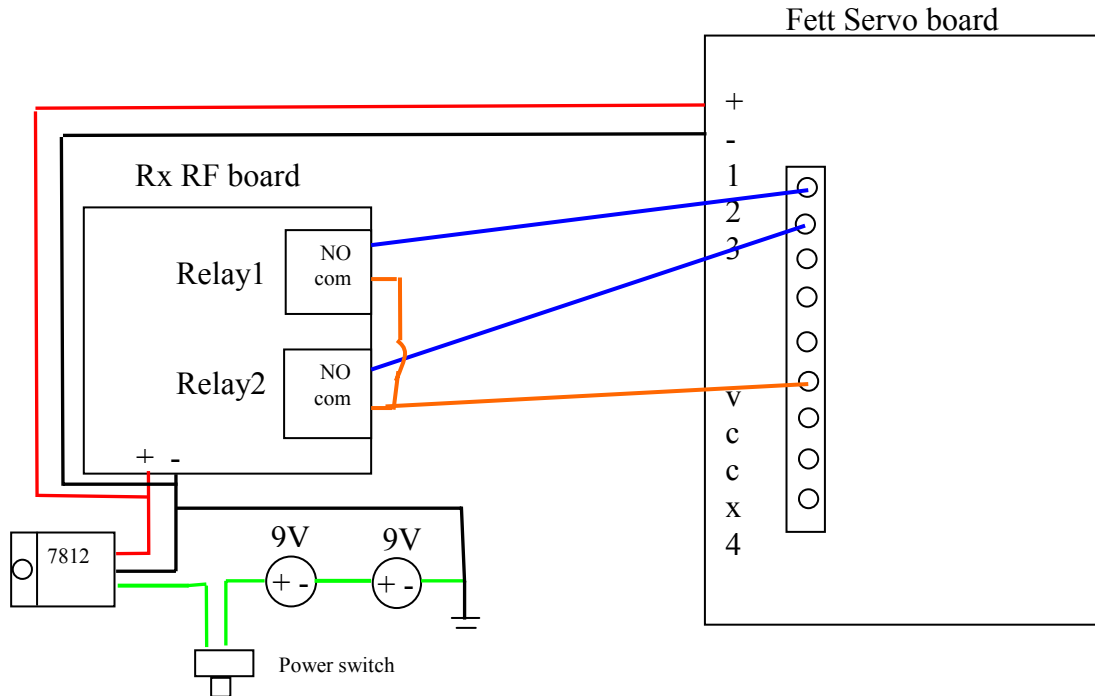 Fett Servo board
+
-
1
2
3
v
c
c
x
4
Rx RF board
Relay1
NO
com
Relay2
NO
com
+ -
7812
9V
+ -
9V
+ -
Power switch